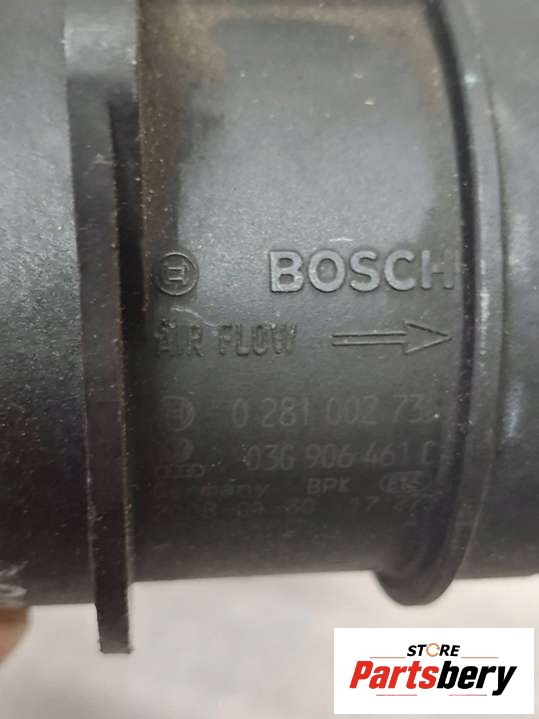 BOSCH
AIR FLOW
0 281 002 73
03G 906 461 C
Germany BPK
STORE
Partsbery